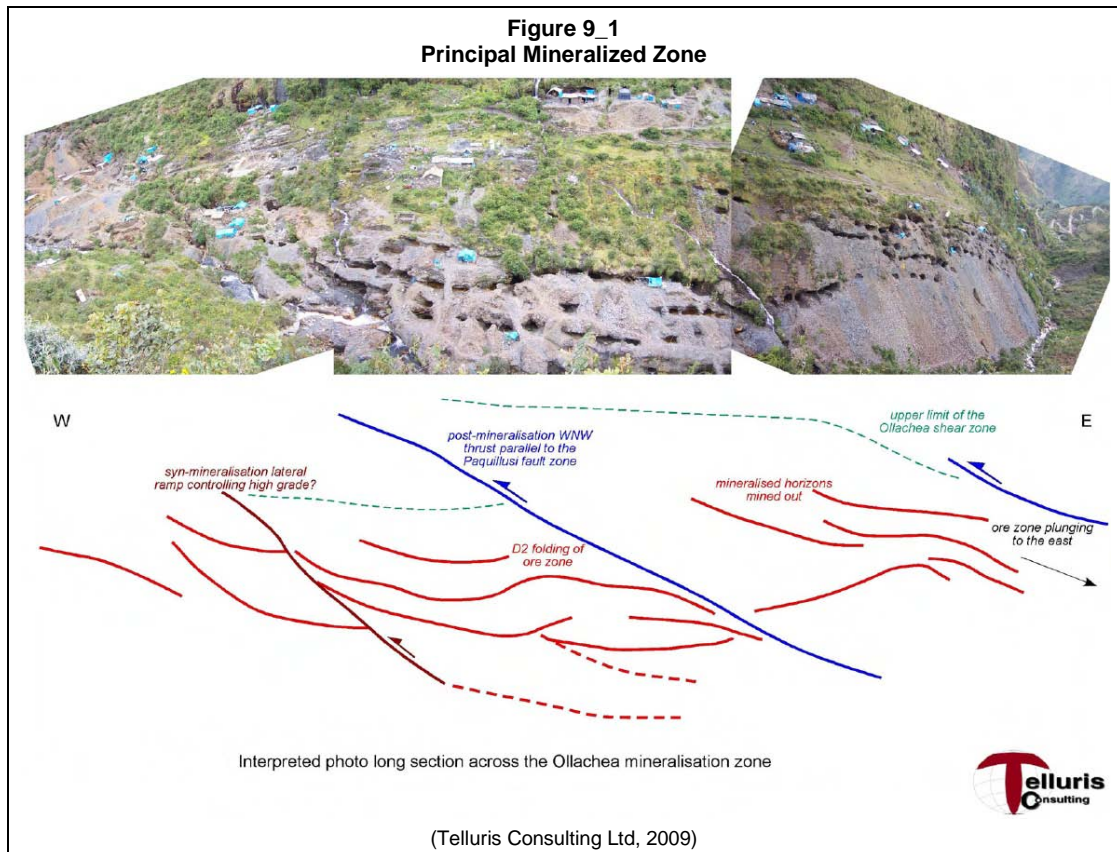 Figure 9_1
Principal Mineralized Zone
W
E
upper limit of the
Ollachea shear zone
post-mineralisation WNW
thrust parallel to the
Paquillusi fault zone
syn-mineralisation lateral
ramp controlling high grade?
mineralised horizons
mined out
ore zone plunging
to the east
D2 folding of
ore zone
Interpreted photo long section across the Ollachea mineralisation zone
Telluris
Consulting
(Telluris Consulting Ltd, 2009)